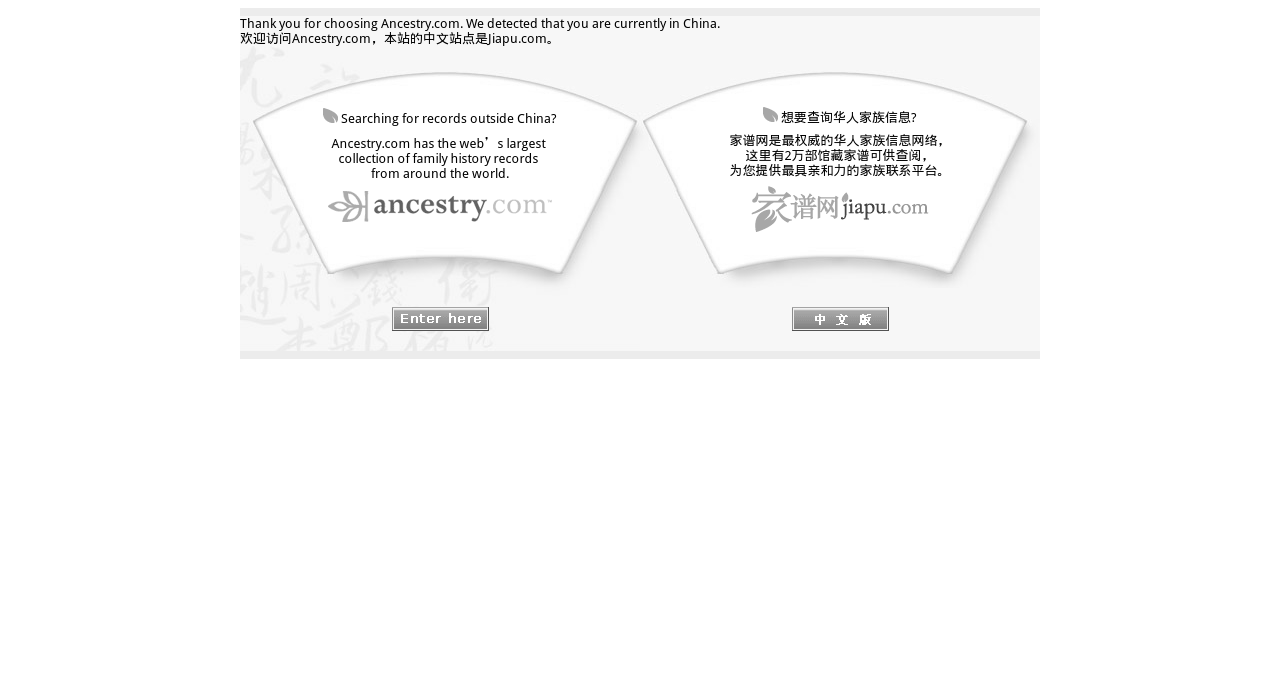 Thank you for choosing Ancestry.com. We detected that you are currently in China.
欢迎访问Ancestry.com，本站的中文站点是Jiapu.com。
Searching for records outside China?
Ancestry.com has the web’s largest
collection of family history records
from around the world.
ancestry.com
Enter here
想要查询华人家族信息?
家谱网是最权威的华人家族信息网络，
这里有2万部馆藏家谱可供查阅，
为您提供最具亲和力的家族联系平台。
家谱网jiapu.com
中文版